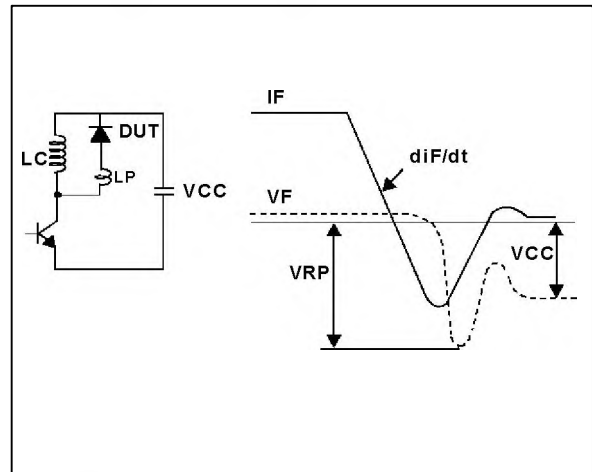 IF
DUT
diF/dt
LC
LP
VCC
VF
VCC
VRP